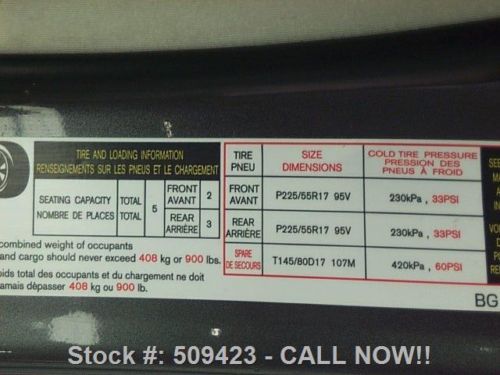 TIRE AND LOADING INFORMATION
RENSEIGNEMENTS SUR LES PNEUS ET LE CHARGEMENT
SEATING CAPACITY TOTAL 5 FRONT AVANT 2
NOMBRE DE PLACES TOTAL REAR ARRIÈRE 3
combined weight of occupants
and cargo should never exceed 408 kg or 900 lbs.
oids total des occupants et du chargement ne doit
amais dépasser 408 kg ou 900 lb.
TIRE PNEU SIZE DIMENSIONS COLD TIRE PRESSURE PRESSION DES PNEUS À FROID
FRONT AVANT P225/55R17 95V 230kPa , 33PSI
REAR ARRIÈRE P225/55R17 95V 230kPa , 33PSI
SPARE DE SECOURS T145/80D17 107M 420kPa , 60PSI
BG
Stock #: 509423 - CALL NOW!!